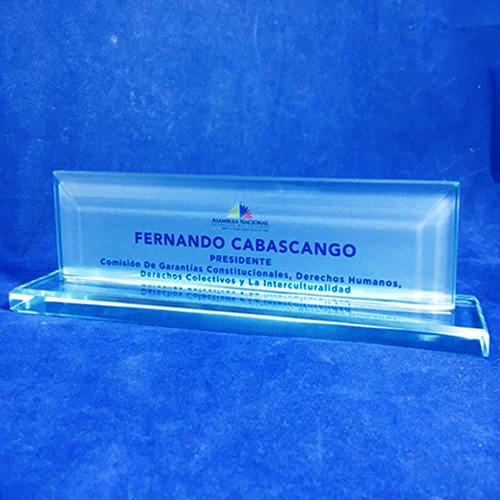 ASAMBLEA NACIONAL
FERNANDO CABASCANGO
PRESIDENTE
Comisión De Garantías Constitucionales, Derechos Humanos,
Derechos Colectivos y La Interculturalidad